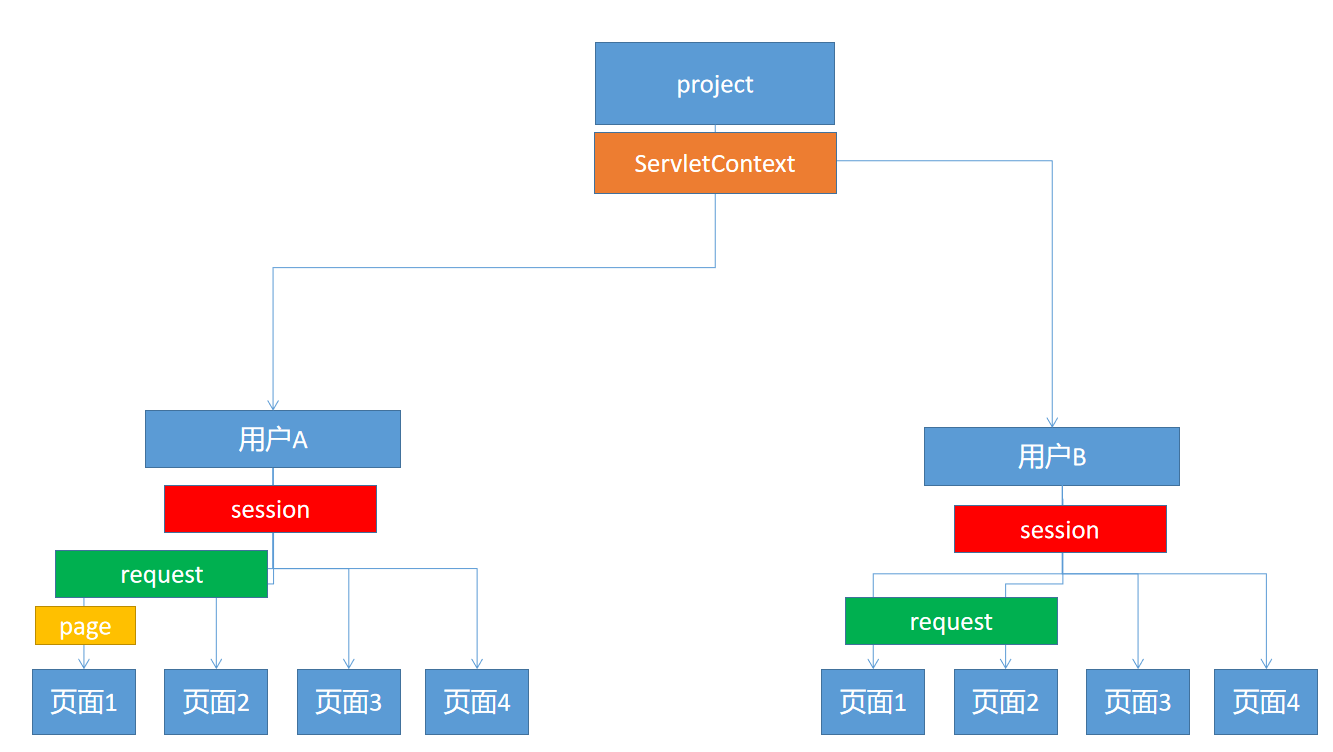 project
ServletContext
用户A
用户B
session
session
request
request
page
页面1
页面2
页面3
页面4
页面1
页面2
页面3
页面4